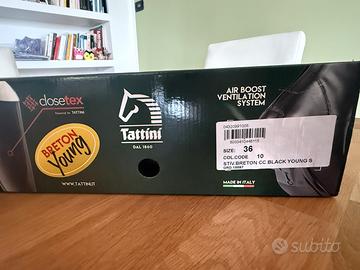 closetex
Powered by TATTINI
BRETON
Young
WWW.TATTINI.IT
Tattini
DAL 1860
AIR BOOST
VENTILATION
SYSTEM
SIZE: 36
COL.CODE 10
STIV.BRETON CC BLACK YOUNG S
MADE IN ITALY
subito